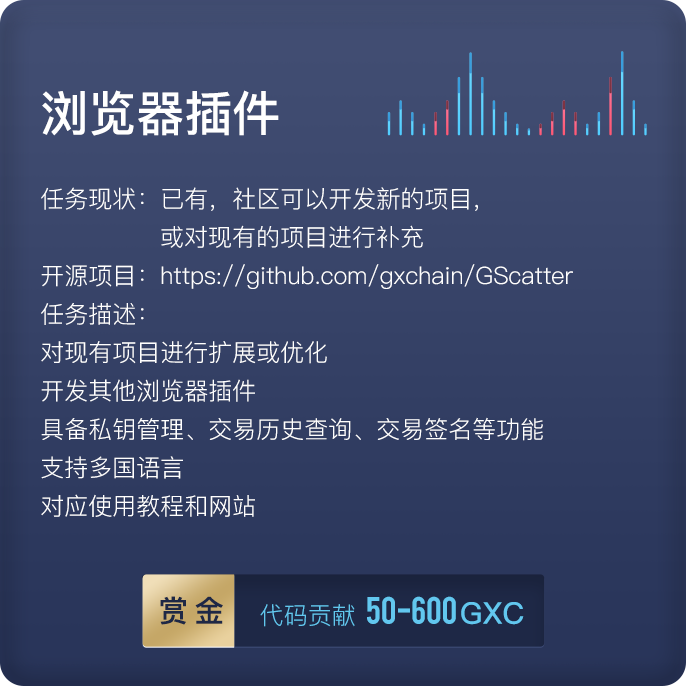 浏览器插件
任务现状：已有，社区可以开发新的项目，
或对现有的项目进行补充
开源项目：https://github.com/gxchain/GScatter
任务描述：
对现有项目进行扩展或优化
开发其他浏览器插件
具备私钥管理、交易历史查询、交易签名等功能
支持多国语言
对应使用教程和网站
赏金 代码贡献 50-600GXC